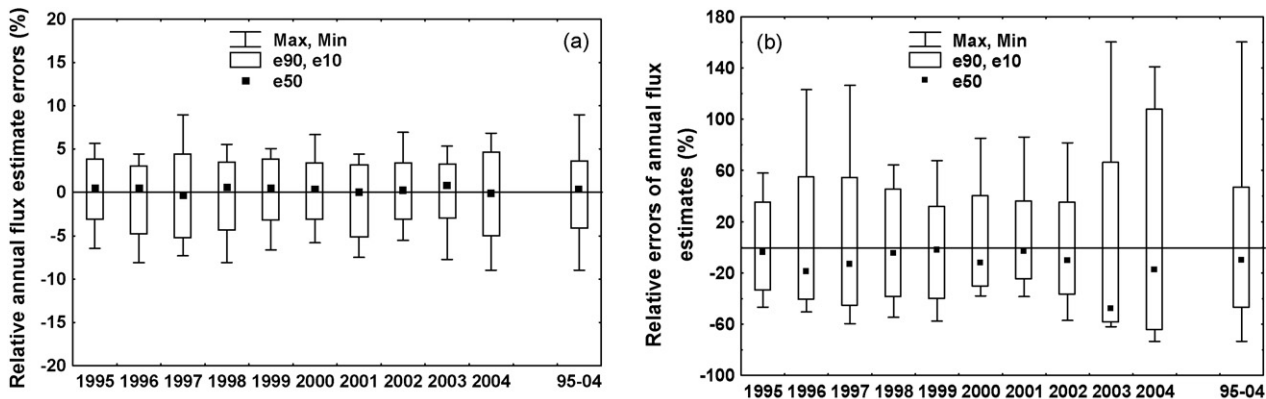 Relative annual flux estimate errors (%)
20
15
10
5
0
-5
-10
-15
-20
(a)
Max, Min
e90, e10
e50
1995 1996 1997 1998 1999 2000 2001 2002 2003 2004 95-04
Relative errors of annual flux
estimates (%)
180
140
100
60
20
-20
-60
-100
(b)
Max, Min
e90, e10
e50
1995 1996 1997 1998 1999 2000 2001 2002 2003 2004 95-04